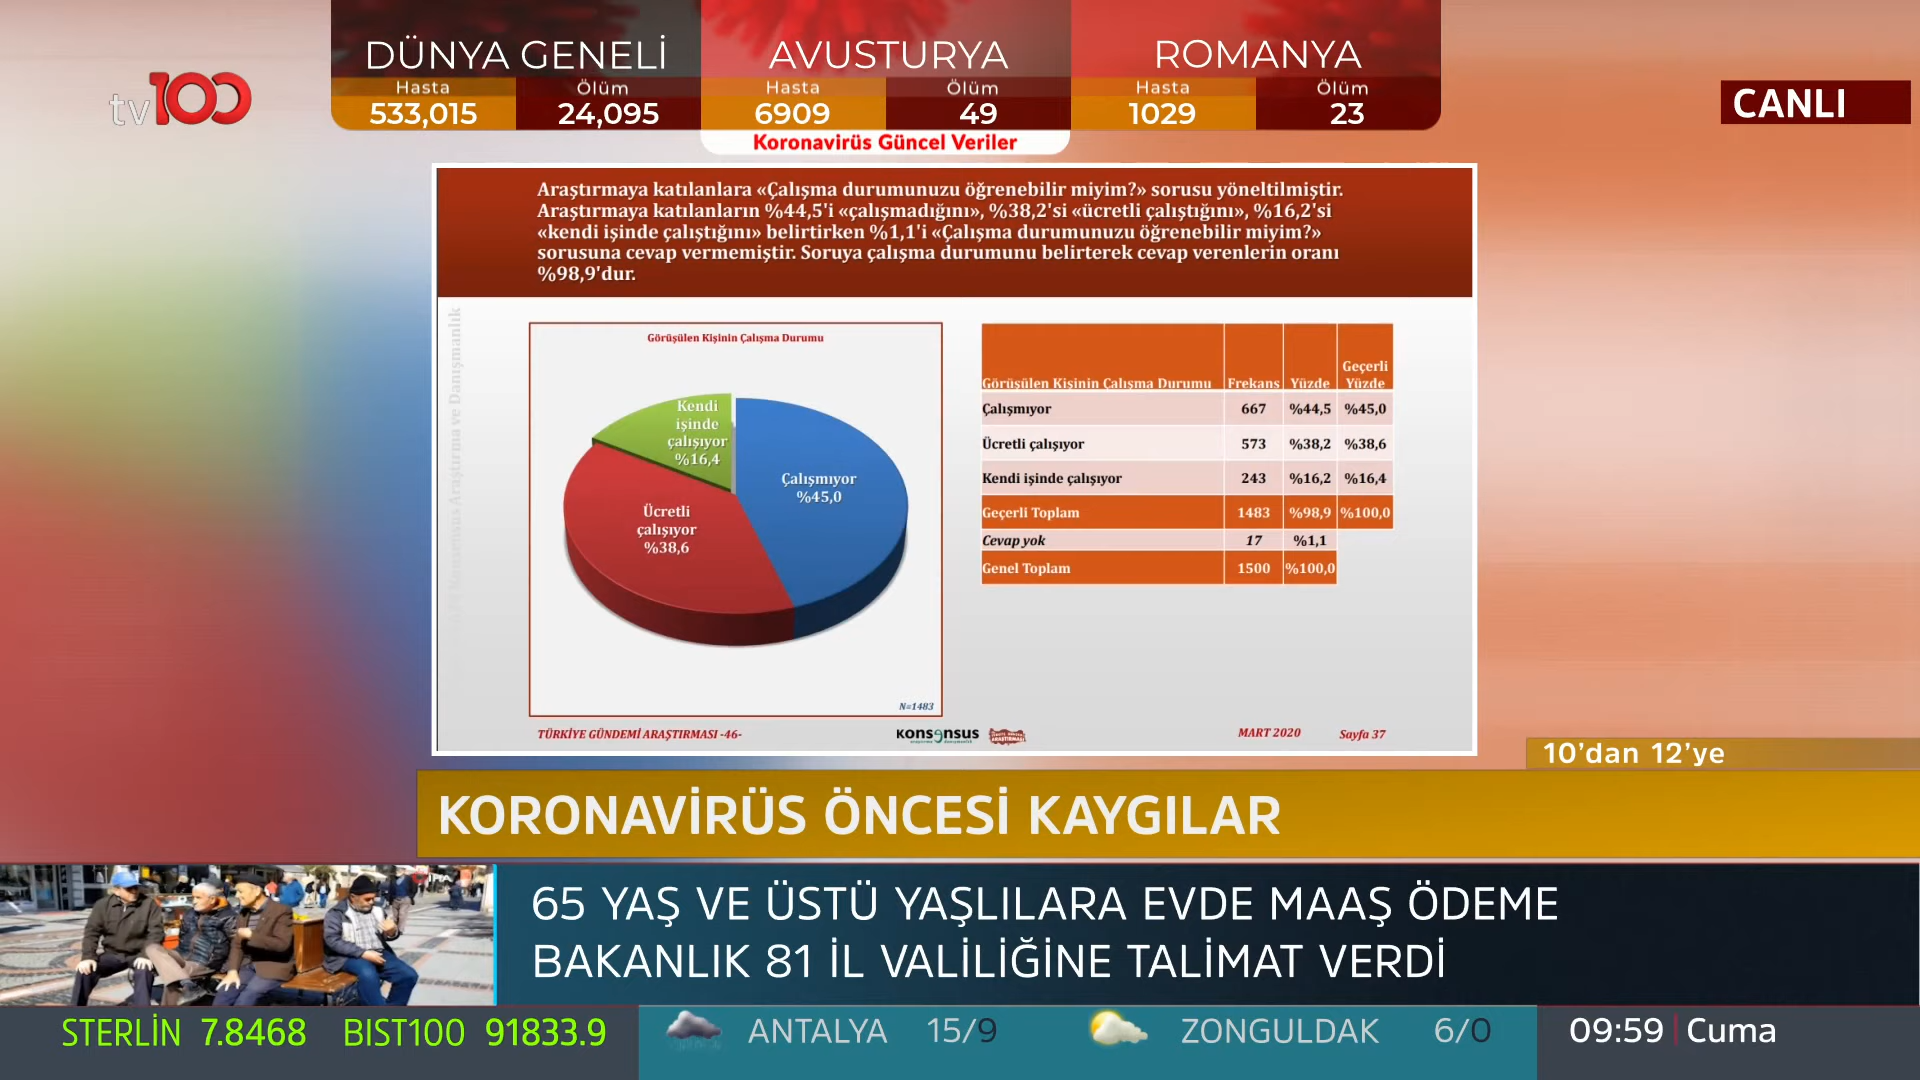 DÜNYA GENELİ
Hasta
533,015
Ölüm
24,095
AVUSTURYA
Hasta
6909
Ölüm
49
ROMANYA
Hasta
1029
Ölüm
23
Koronavirüs Güncel Veriler
tv100
CANLI
Araştırmaya katılanlara «Çalışma durumunuzu öğrenebilir miyim?» sorusu yöneltilmiştir.
Araştırmaya katılanların %44,5'i «çalışmadığını», %38,2'si «ücretli çalıştığını», %16,2'si
«kendi işinde çalıştığını» belirtirken %1,1'i «Çalışma durumunuzu öğrenebilir miyim?»
sorusuna cevap vermemiştir. Soruya çalışma durumunu belirterek cevap verenlerin oranı
%98,9'dur.
Konsensus Araştırma ve Danışmanlık
Görüşülen Kişinin Çalışma Durumu
Kendi
işinde
çalışıyor
%16,4
Çalışmıyor
%45,0
Ücretli
çalışıyor
%38,6
N=1483
Görüşülen Kişinin Çalışma Durumu Frekans Yüzde Geçerli Yüzde
Çalışmıyor 667 %44,5 %45,0
Ücretli çalışıyor 573 %38,2 %38,6
Kendi işinde çalışıyor 243 %16,2 %16,4
Geçerli Toplam 1483 %98,9 %100,0
Cevap yok 17 %1,1
Genel Toplam 1500 %100,0
TÜRKİYE GÜNDEMİ ARAŞTIRMASI -46-
konsensus
MART 2020
Sayfa 37
10’dan 12’ye
KORONAVİRÜS ÖNCESİ KAYGILAR
65 YAŞ VE ÜSTÜ YAŞLILARA EVDE MAAŞ ÖDEME
BAKANLIK 81 İL VALİLİĞİNE TALİMAT VERDİ
STERLİN 7.8468 BIST100 91833.9
ANTALYA 15/9
ZONGULDAK 6/0
09:59 Cuma